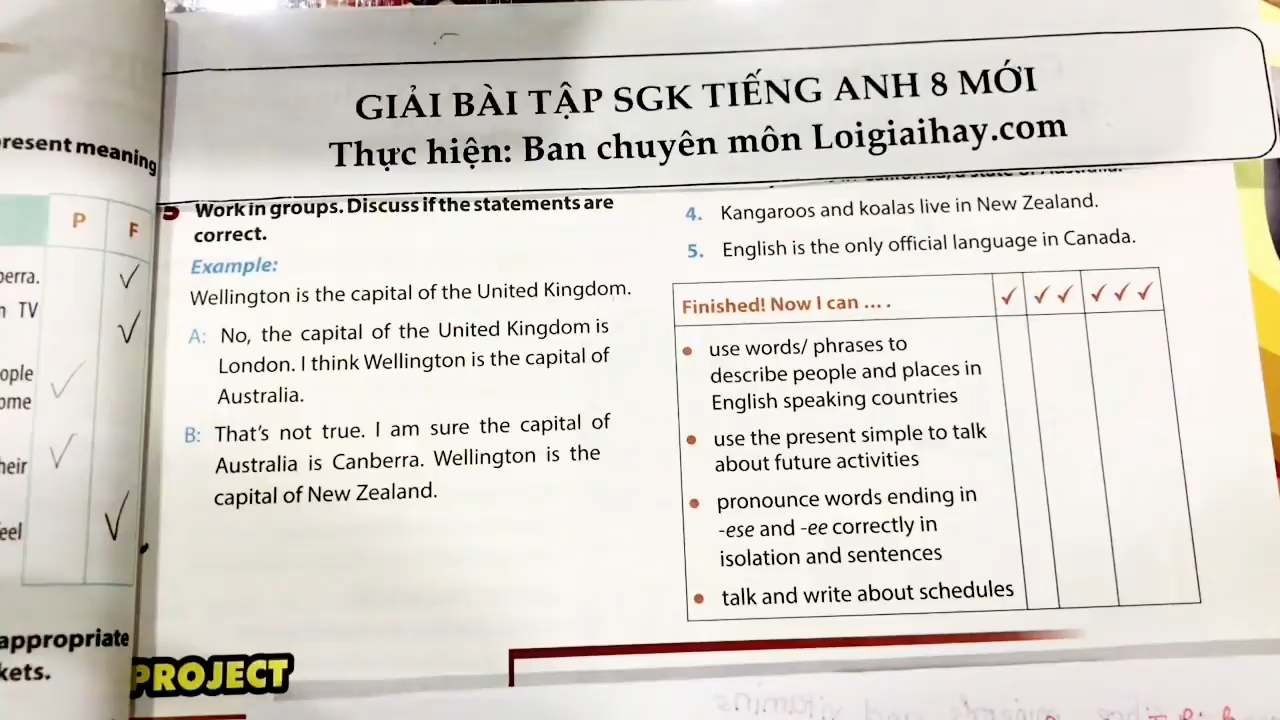 GIẢI BÀI TẬP SGK TIẾNG ANH 8 MỚI
Thực hiện: Ban chuyên môn Loigiaihay.com
resent meaning
P F
berra.
n TV
ople
ome
heir
eel
appropriate
kets.
Work in groups. Discuss if the statements are
correct.
Example:
Wellington is the capital of the United Kingdom.
A: No, the capital of the United Kingdom is
London. I think Wellington is the capital of
Australia.
B: That's not true. I am sure the capital of
Australia is Canberra. Wellington is the
capital of New Zealand.
4. Kangaroos and koalas live in New Zealand.
5. English is the only official language in Canada.
Finished! Now I can ... . ✓ ✓✓ ✓✓✓
• use words/ phrases to
describe people and places in
English speaking countries
• use the present simple to talk
about future activities
• pronounce words ending in
-ese and -ee correctly in
isolation and sentences
• talk and write about schedules
PROJECT